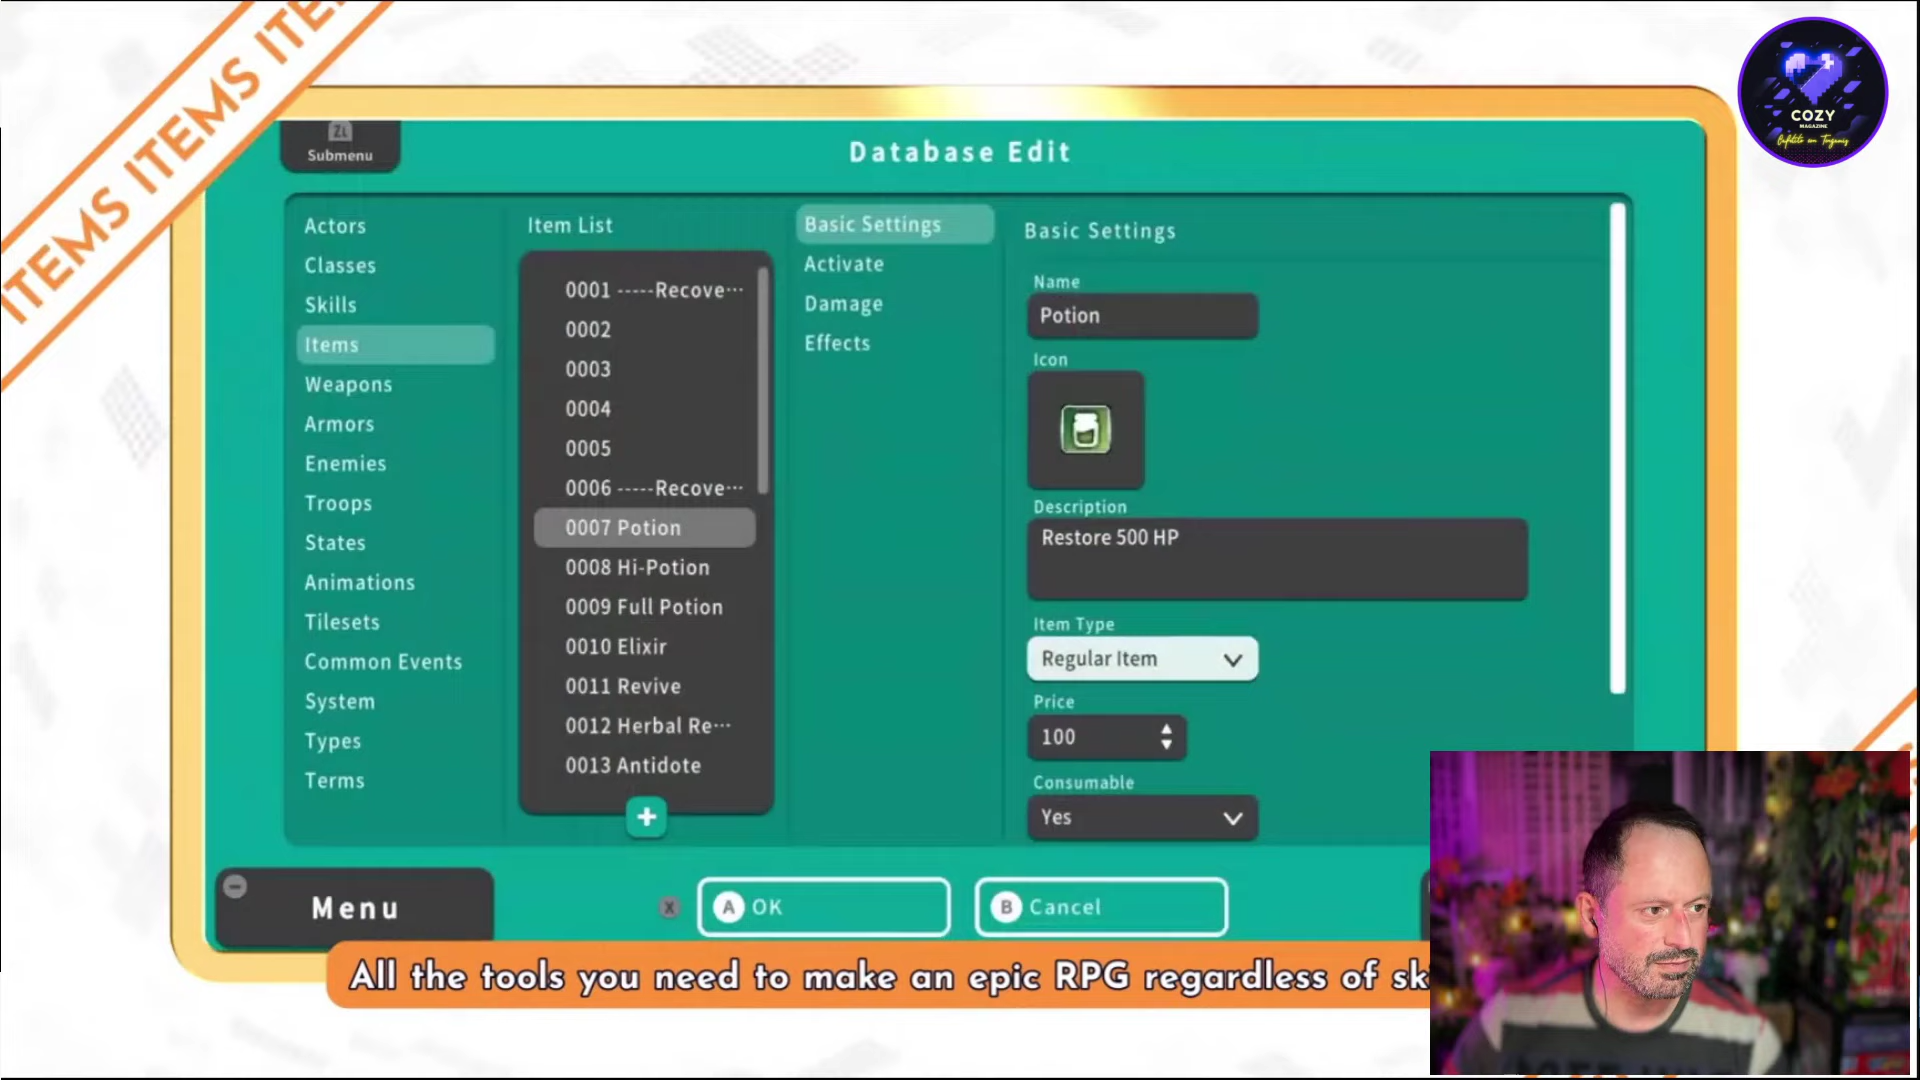 ITEMS ITEMS ITE
COZY
MAGAZINE
ZL
Submenu
Database Edit
Actors
Classes
Skills
Items
Weapons
Armors
Enemies
Troops
States
Animations
Tilesets
Common Events
System
Types
Terms
Item List
0001 -----Recove···
0002
0003
0004
0005
0006 -----Recove···
0007 Potion
0008 Hi-Potion
0009 Full Potion
0010 Elixir
0011 Revive
0012 Herbal Re···
0013 Antidote
Basic Settings
Activate
Damage
Effects
Basic Settings
Name
Potion
Icon
Description
Restore 500 HP
Item Type
Regular Item
Price
100
Consumable
Yes
Menu
X
A OK
B Cancel
All the tools you need to make an epic RPG regardless of sk